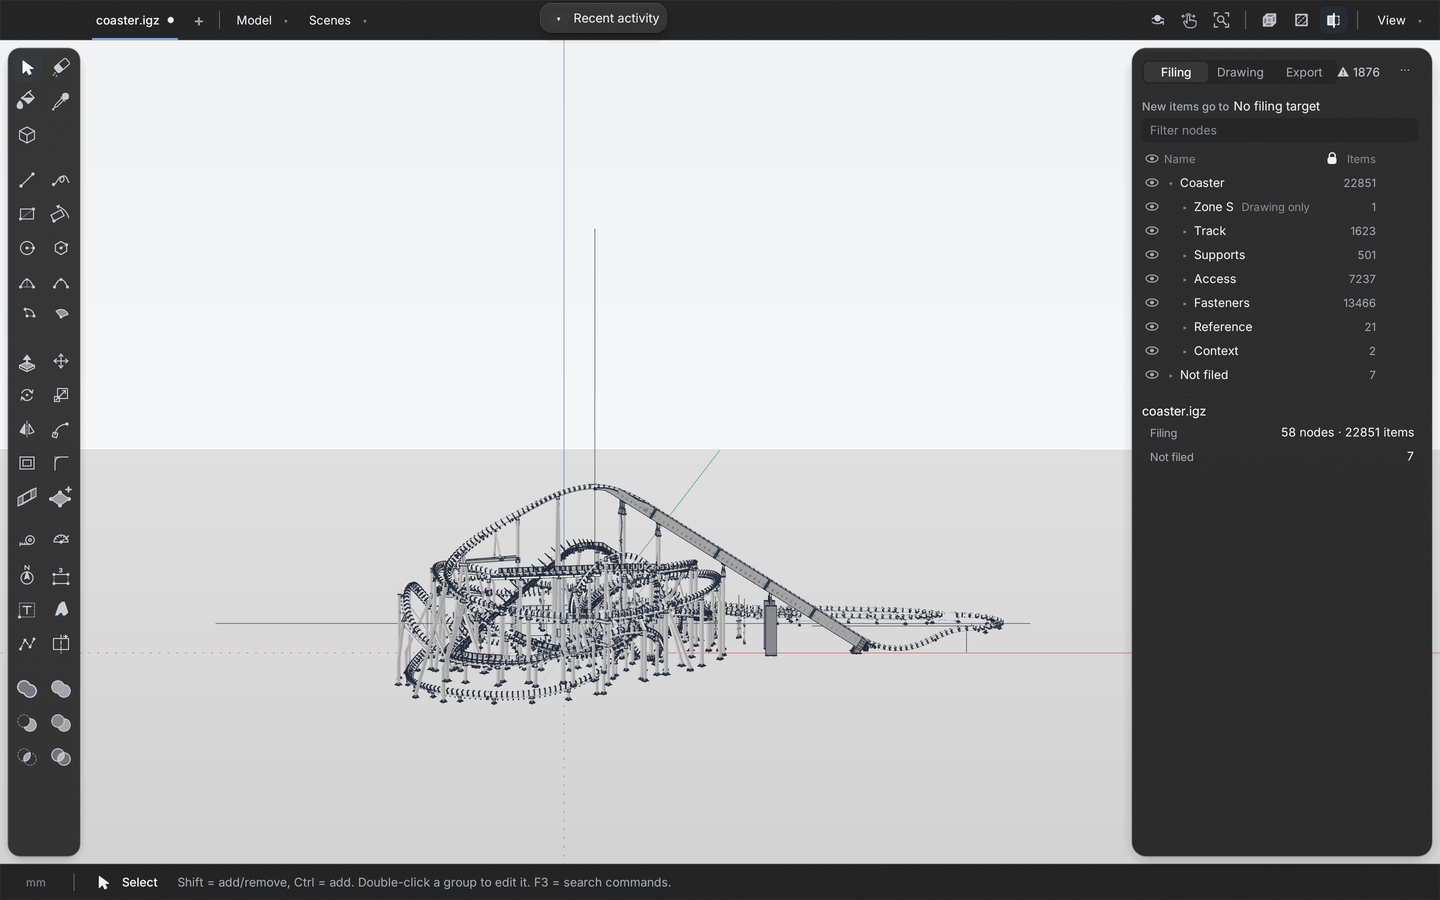 coaster.igz
Model
Scenes
Recent activity
View
Filing
Drawing
Export
1876
New items go to No filing target
Filter nodes
Name
Items
Coaster 22851
Zone S Drawing only 1
Track 1623
Supports 501
Access 7237
Fasteners 13466
Reference 21
Context 2
Not filed 7
coaster.igz
Filing 58 nodes · 22851 items
Not filed 7
N
3
T
A
mm
Select
Shift = add/remove, Ctrl = add. Double-click a group to edit it. F3 = search commands.